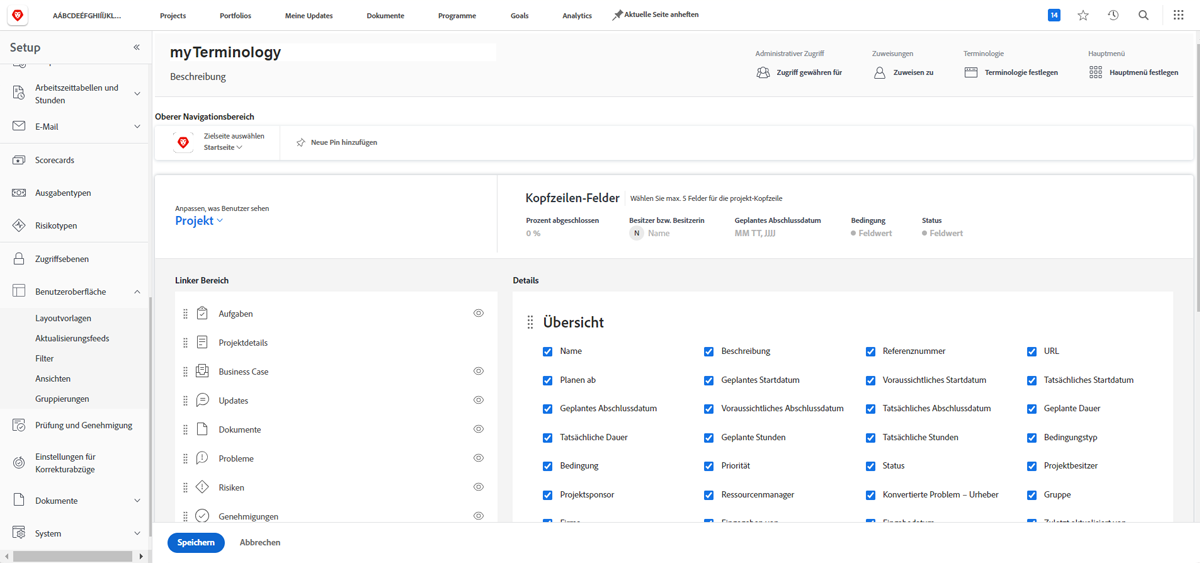 AÁBCDEÉFGHIÍJKL...
Projects
Portfolios
Meine Updates
Dokumente
Programme
Goals
Analytics
Aktuelle Seite anheften
14
Setup
Arbeitszeittabellen und
Stunden
E-Mail
Scorecards
Ausgabentypen
Risikotypen
Zugriffsebenen
Benutzeroberfläche
Layoutvorlagen
Aktualisierungsfeeds
Filter
Ansichten
Gruppierungen
Prüfung und Genehmigung
Einstellungen für
Korrekturabzüge
Dokumente
System
myTerminology
Beschreibung
Administrativer Zugriff
Zugriff gewähren für
Zuweisungen
Zuweisen zu
Terminologie
Terminologie festlegen
Hauptmenü
Hauptmenü festlegen
Oberer Navigationsbereich
Zielseite auswählen
Startseite
Neue Pin hinzufügen
Anpassen, was Benutzer sehen
Projekt
Kopfzeilen-Felder
Wählen Sie max. 5 Felder für die projekt-Kopfzeile
Prozent abgeschlossen
0 %
Besitzer bzw. Besitzerin
N Name
Geplantes Abschlussdatum
MM TT, JJJJ
Bedingung
Feldwert
Status
Feldwert
Linker Bereich
Aufgaben
Projektdetails
Business Case
Updates
Dokumente
Probleme
Risiken
Genehmigungen
Details
Übersicht
Name
Beschreibung
Referenznummer
URL
Planen ab
Geplantes Startdatum
Voraussichtliches Startdatum
Tatsächliches Startdatum
Geplantes Abschlussdatum
Voraussichtliches Abschlussdatum
Tatsächliches Abschlussdatum
Geplante Dauer
Tatsächliche Dauer
Geplante Stunden
Tatsächliche Stunden
Bedingungstyp
Bedingung
Priorität
Status
Projektbesitzer
Projektsponsor
Ressourcenmanager
Konvertierte Problem – Urheber
Gruppe
Speichern
Abbrechen